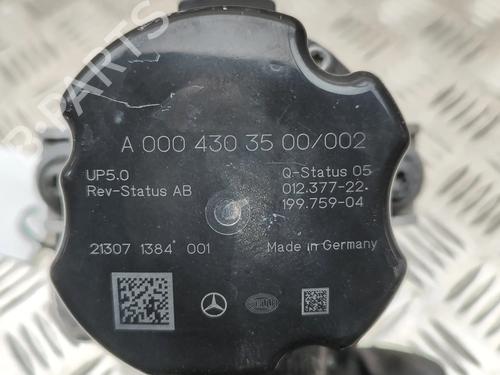 A 000 430 35 00/002
UP5.0 Q-Status 05
Rev-Status AB 012.377-22
199.759-04
21307 1384 001 Made in Germany
HELLA